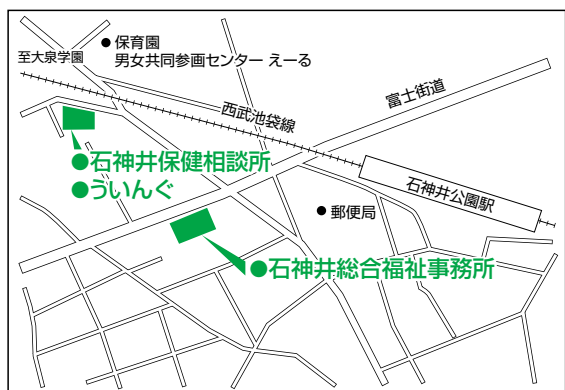 ●保育園
男女共同参画センター えーる
至大泉学園
富士街道
西武池袋線
●石神井保健相談所
●ういんぐ
石神井公園駅
●郵便局
●石神井総合福祉事務所